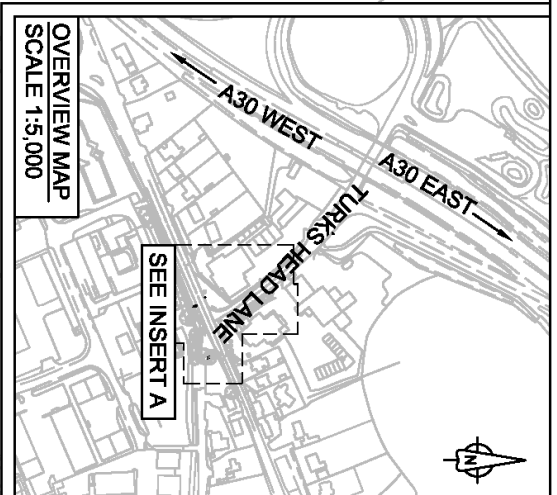 OVERVIEW MAP
SCALE 1:5,000
A30 WEST
A30 EAST
TURKS HEAD LANE
SEE INSERT A
N